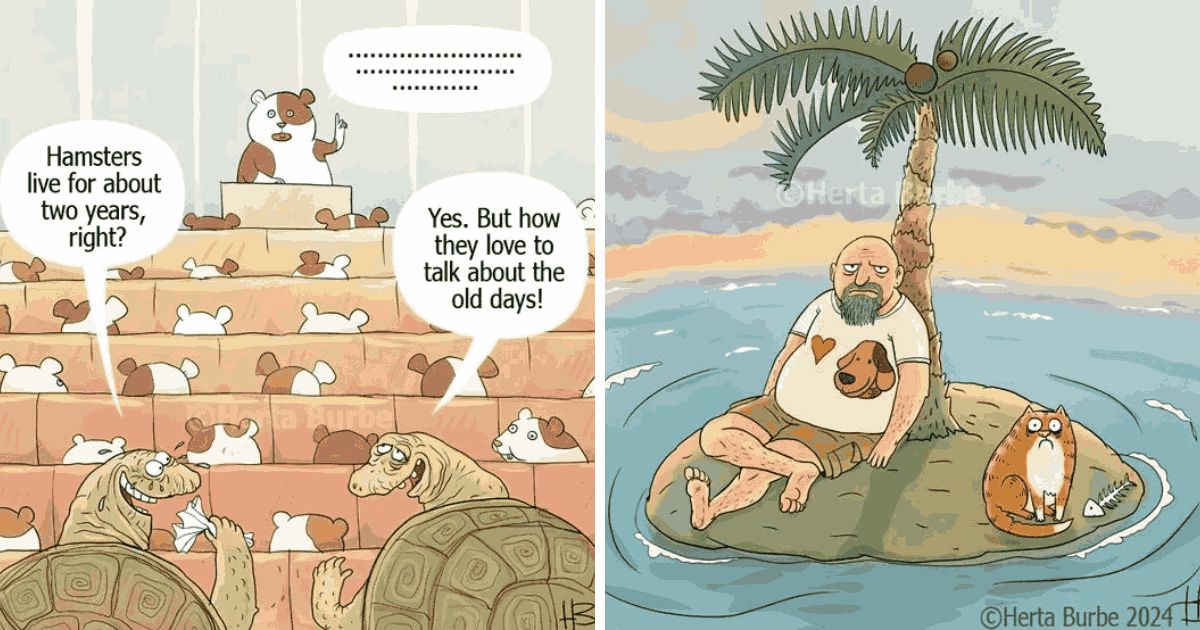 Hamsters
live for about
two years,
right?
........................
......................
............
Yes. But how
they love to
talk about the
old days!
©Herta Burbe
HB
©Herta Burbe
©Herta Burbe 2024
H